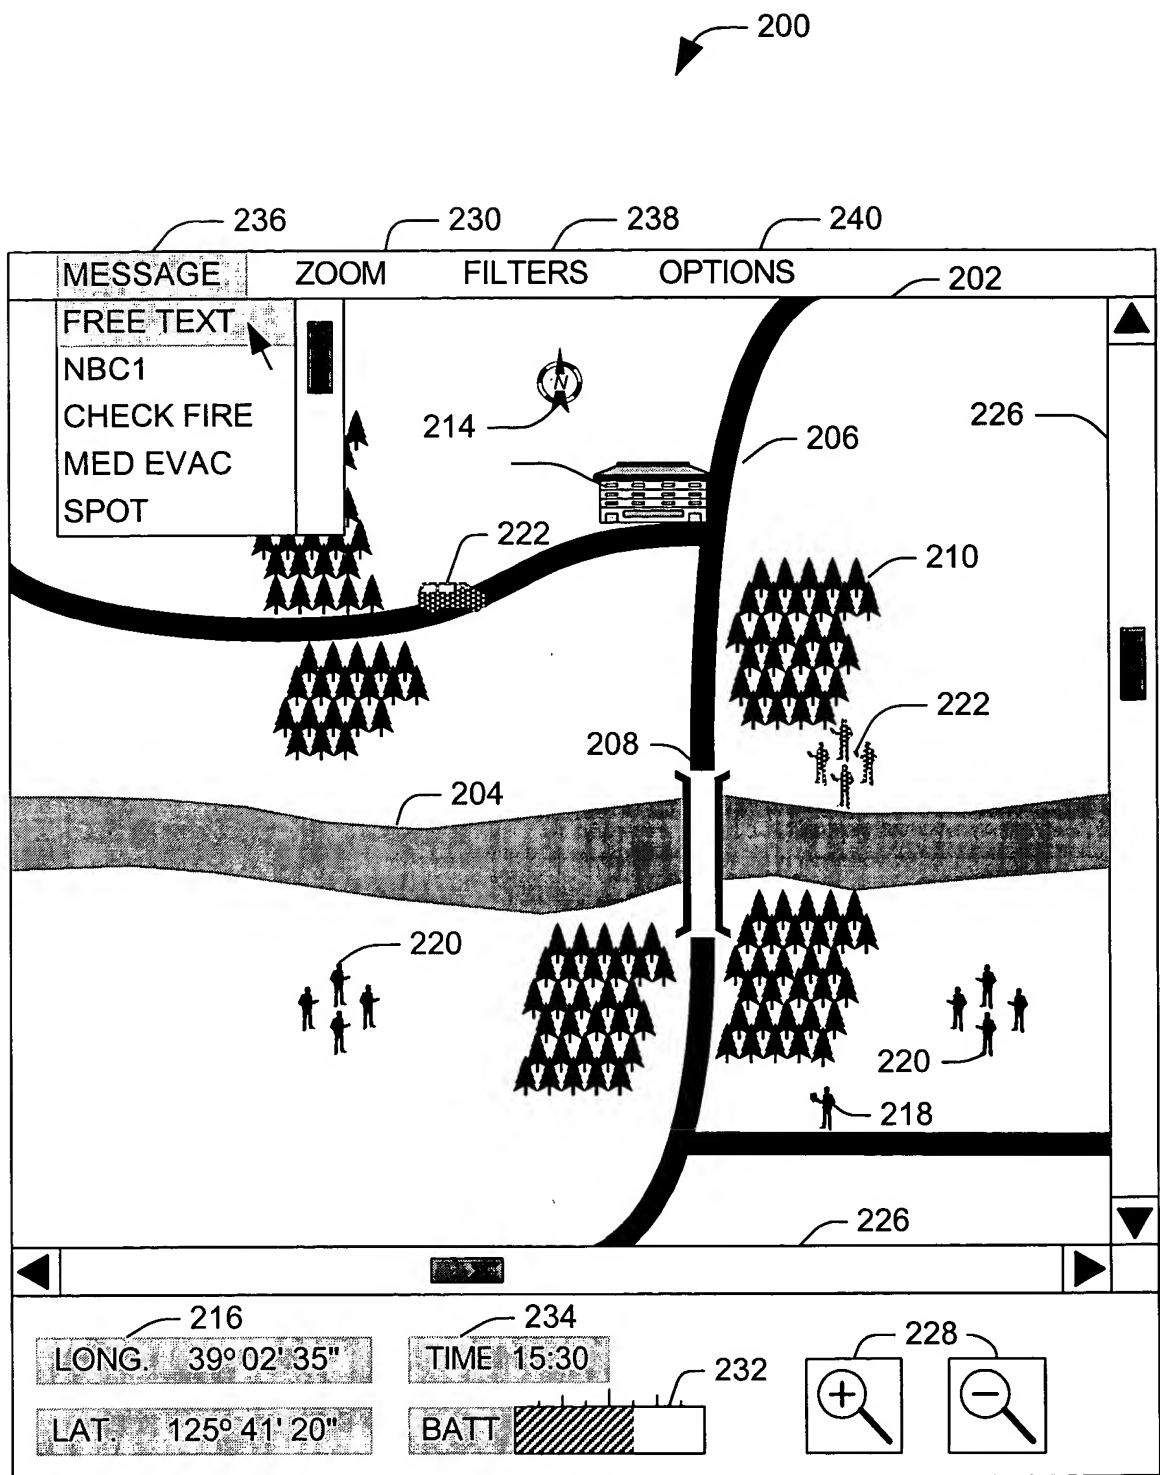 200
236 230 238 240
MESSAGE ZOOM FILTERS OPTIONS
202
FREE TEXT
NBC1
CHECK FIRE
MED EVAC
SPOT
N
214
226
206
222
210
222
208
204
220
220
218
226
216 234 228
LONG. 39º 02' 35" TIME 15:30
232
LAT. 125º 41' 20" BATT